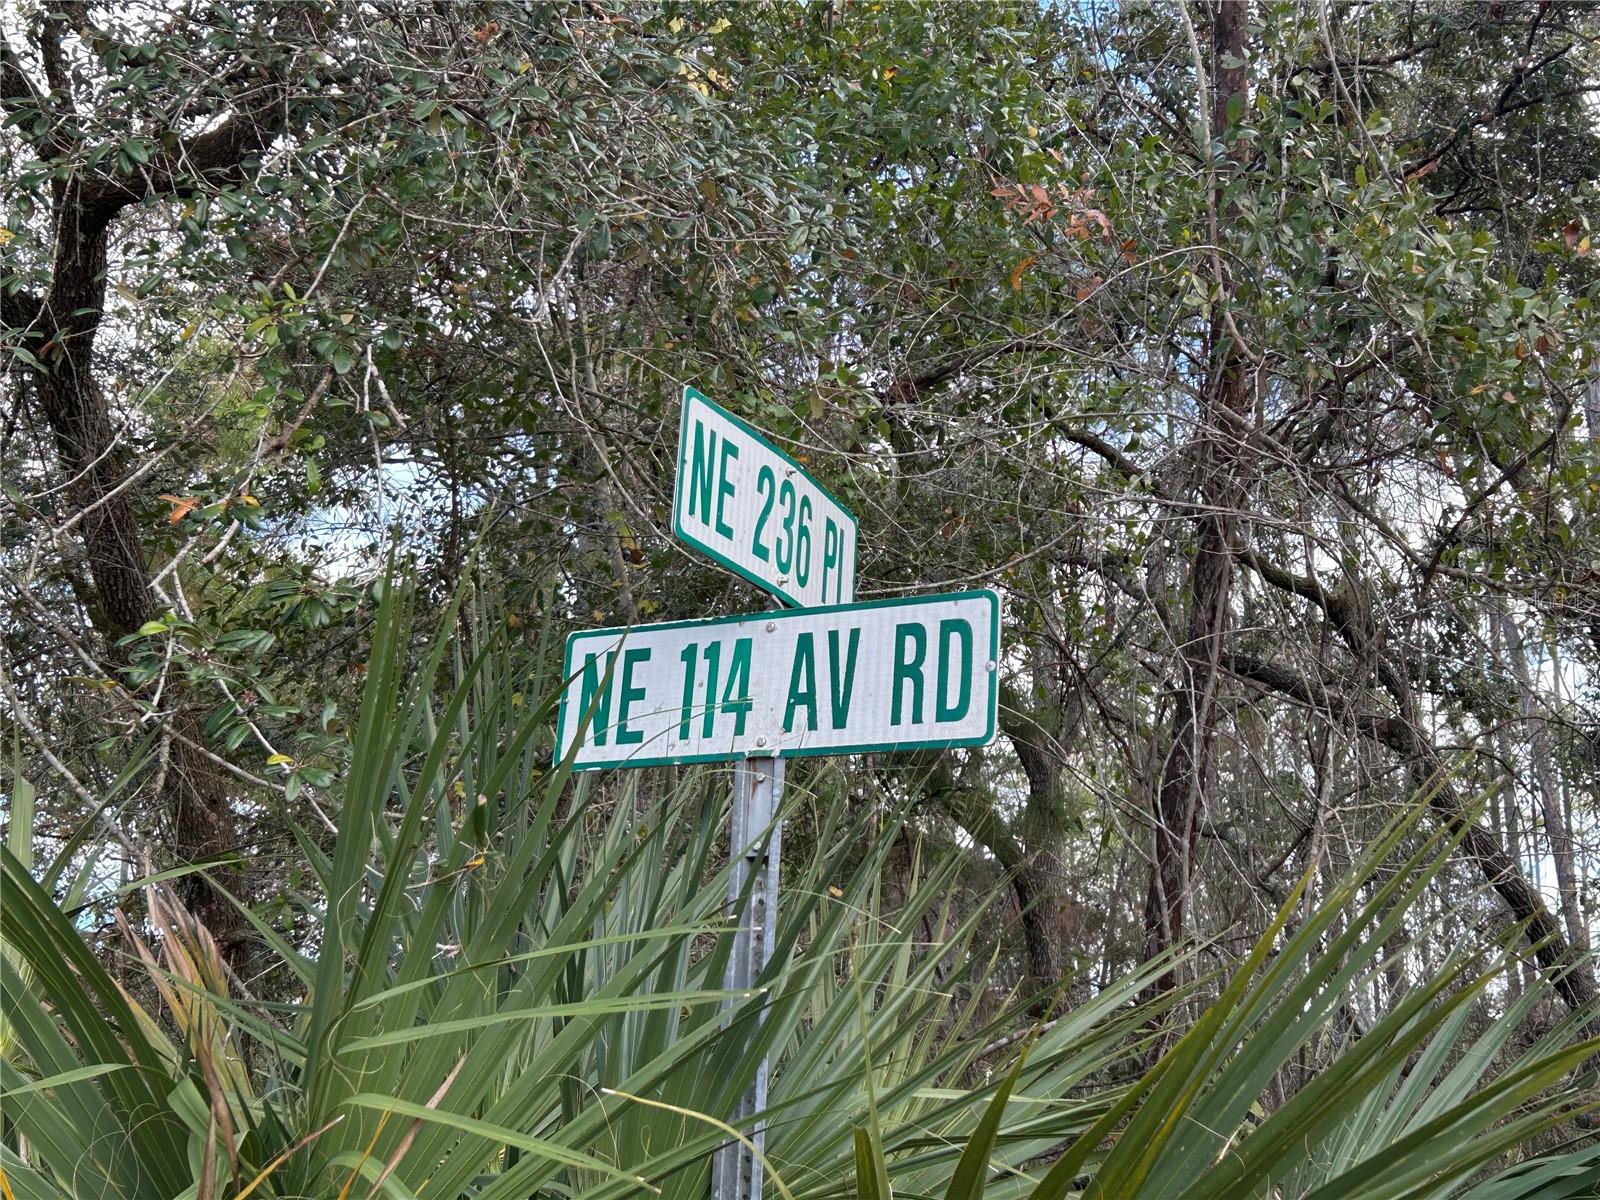 NE 236 Pl
NE 114 AV RD